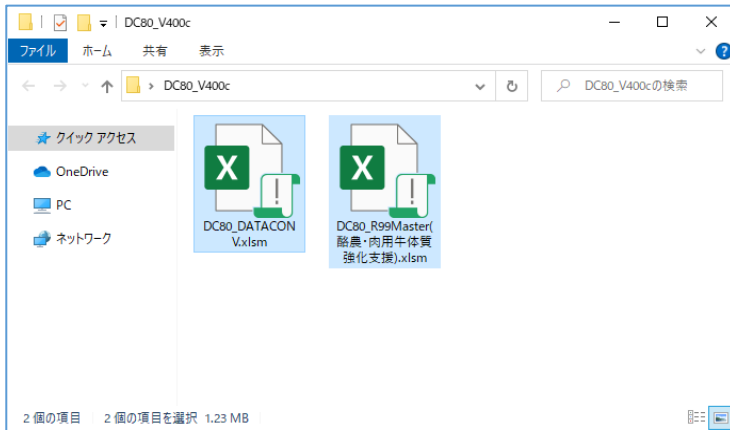 DC80_V400c
ファイル ホーム 共有 表示
DC80_V400c
DC80_V400cの検索
クイック アクセス
OneDrive
PC
ネットワーク
DC80_DATACON
V.xlsm
DC80_R99Master(
酪農・肉用牛体質
強化支援).xlsm
2 個の項目 2 個の項目を選択 1.23 MB